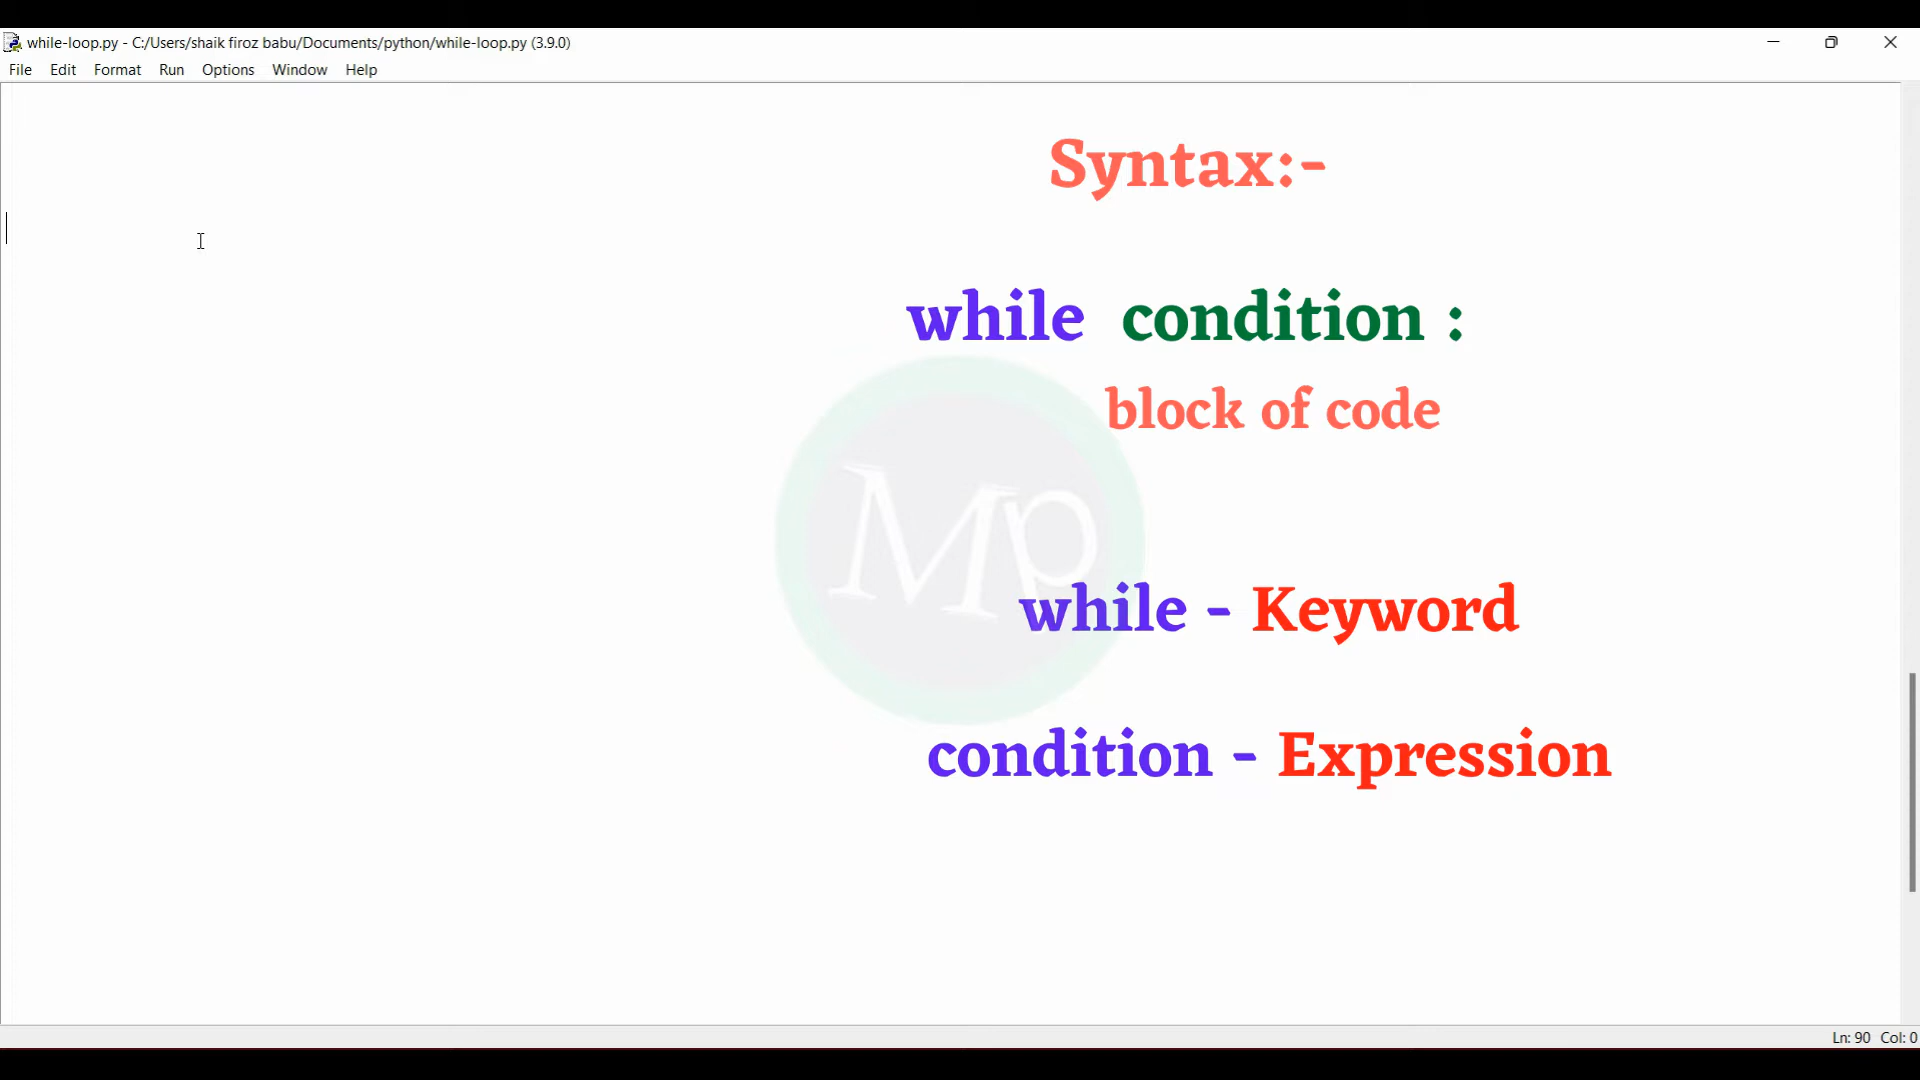 while-loop.py - C:/Users/shaik firoz babu/Documents/python/while-loop.py (3.9.0)
File Edit Format Run Options Window Help
Syntax:-
while condition :
block of code
Mp
while - Keyword
condition - Expression
Ln: 90 Col: 0